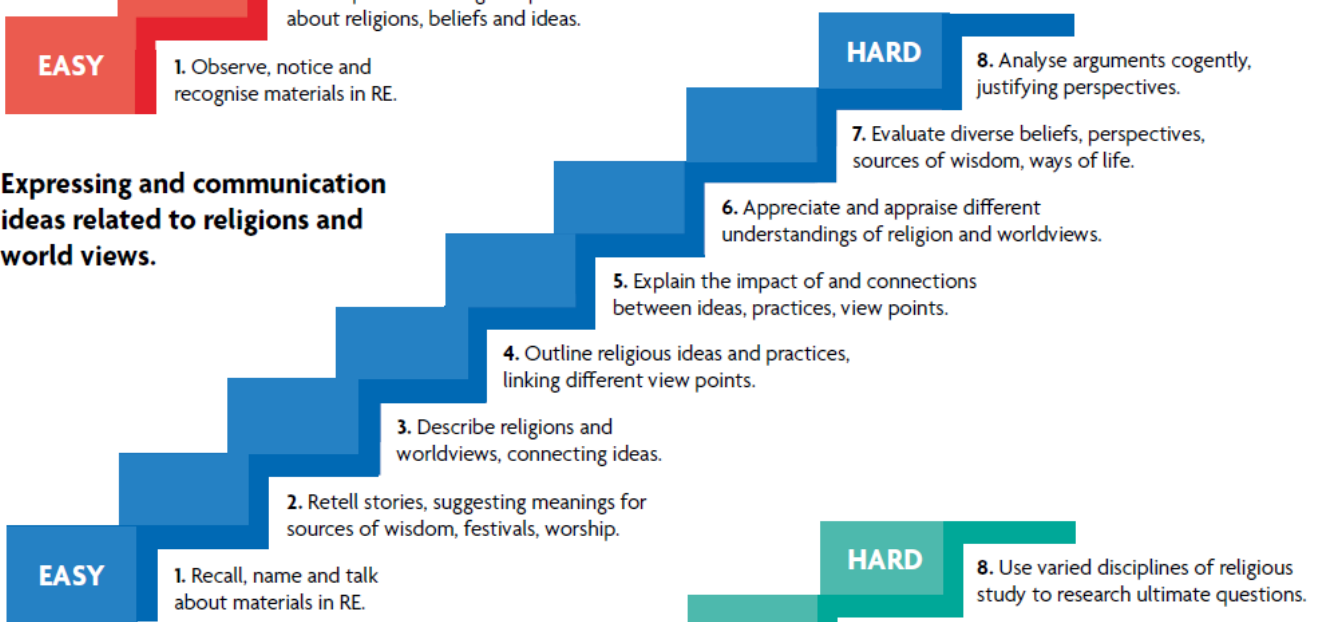 about religions, beliefs and ideas.
EASY
1. Observe, notice and
recognise materials in RE.
HARD
8. Analyse arguments cogently,
justifying perspectives.
7. Evaluate diverse beliefs, perspectives,
sources of wisdom, ways of life.
Expressing and communication
ideas related to religions and
world views.
6. Appreciate and appraise different
understandings of religion and worldviews.
5. Explain the impact of and connections
between ideas, practices, view points.
4. Outline religious ideas and practices,
linking different view points.
3. Describe religions and
worldviews, connecting ideas.
2. Retell stories, suggesting meanings for
sources of wisdom, festivals, worship.
EASY
1. Recall, name and talk
about materials in RE.
HARD
8. Use varied disciplines of religious
study to research ultimate questions.